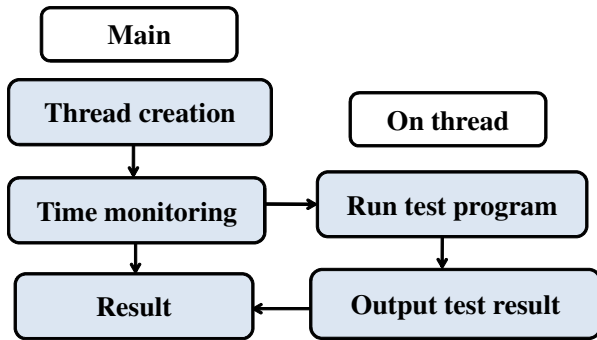 Main
Thread creation
On thread
Time monitoring
Run test program
Result
Output test result